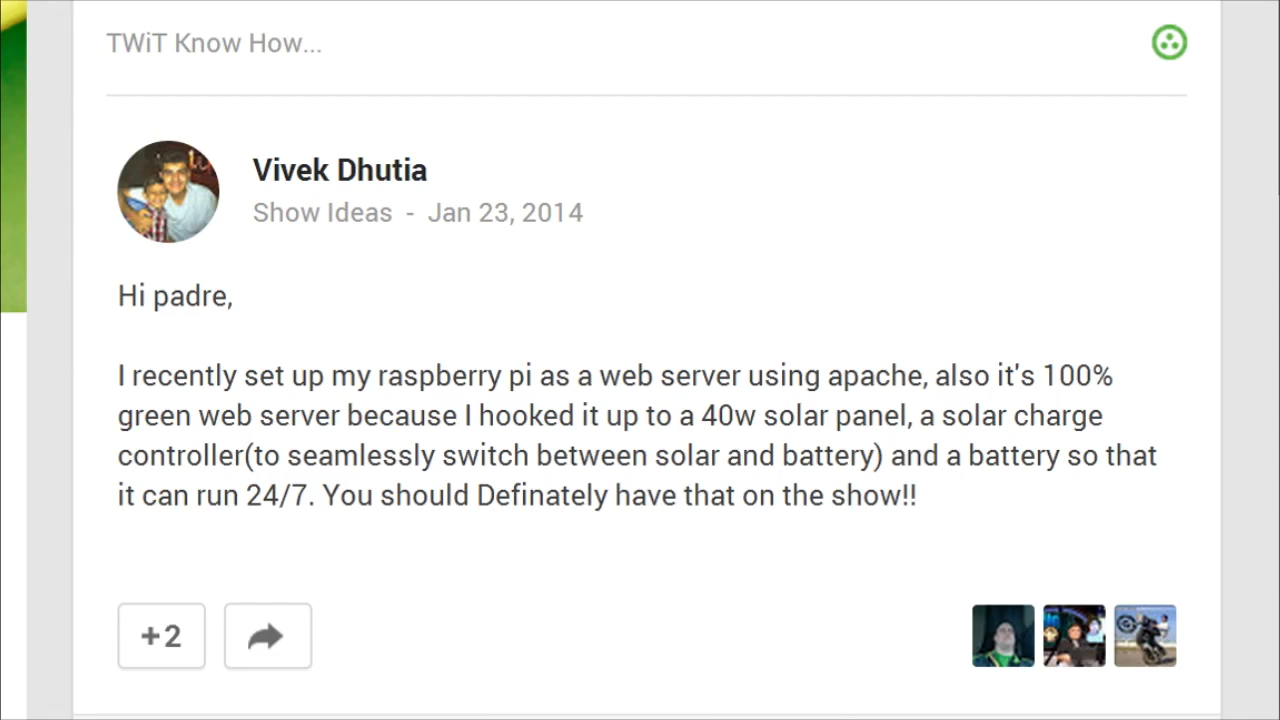 TWiT Know How...
Vivek Dhutia
Show Ideas - Jan 23, 2014
Hi padre,
I recently set up my raspberry pi as a web server using apache, also it's 100%
green web server because I hooked it up to a 40w solar panel, a solar charge
controller(to seamlessly switch between solar and battery) and a battery so that
it can run 24/7. You should Definately have that on the show!!
+2